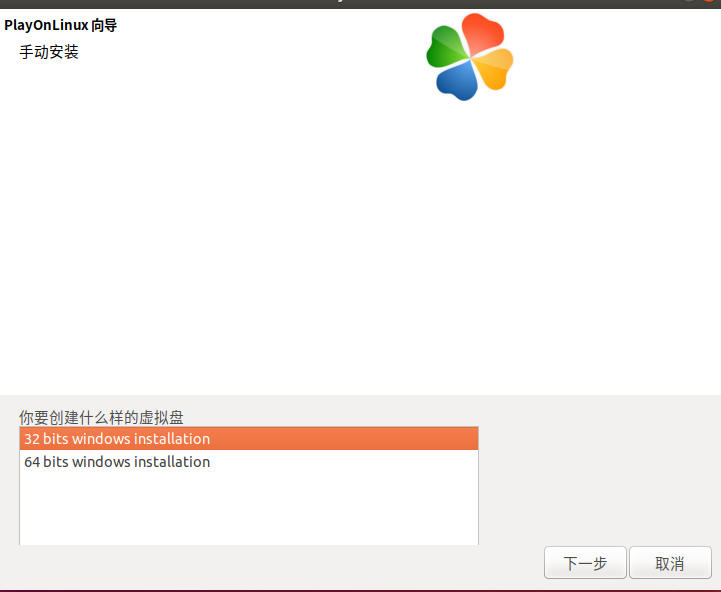 PlayOnLinux 向导
手动安装
你要创建什么样的虚拟盘
32 bits windows installation
64 bits windows installation
下一步
取消